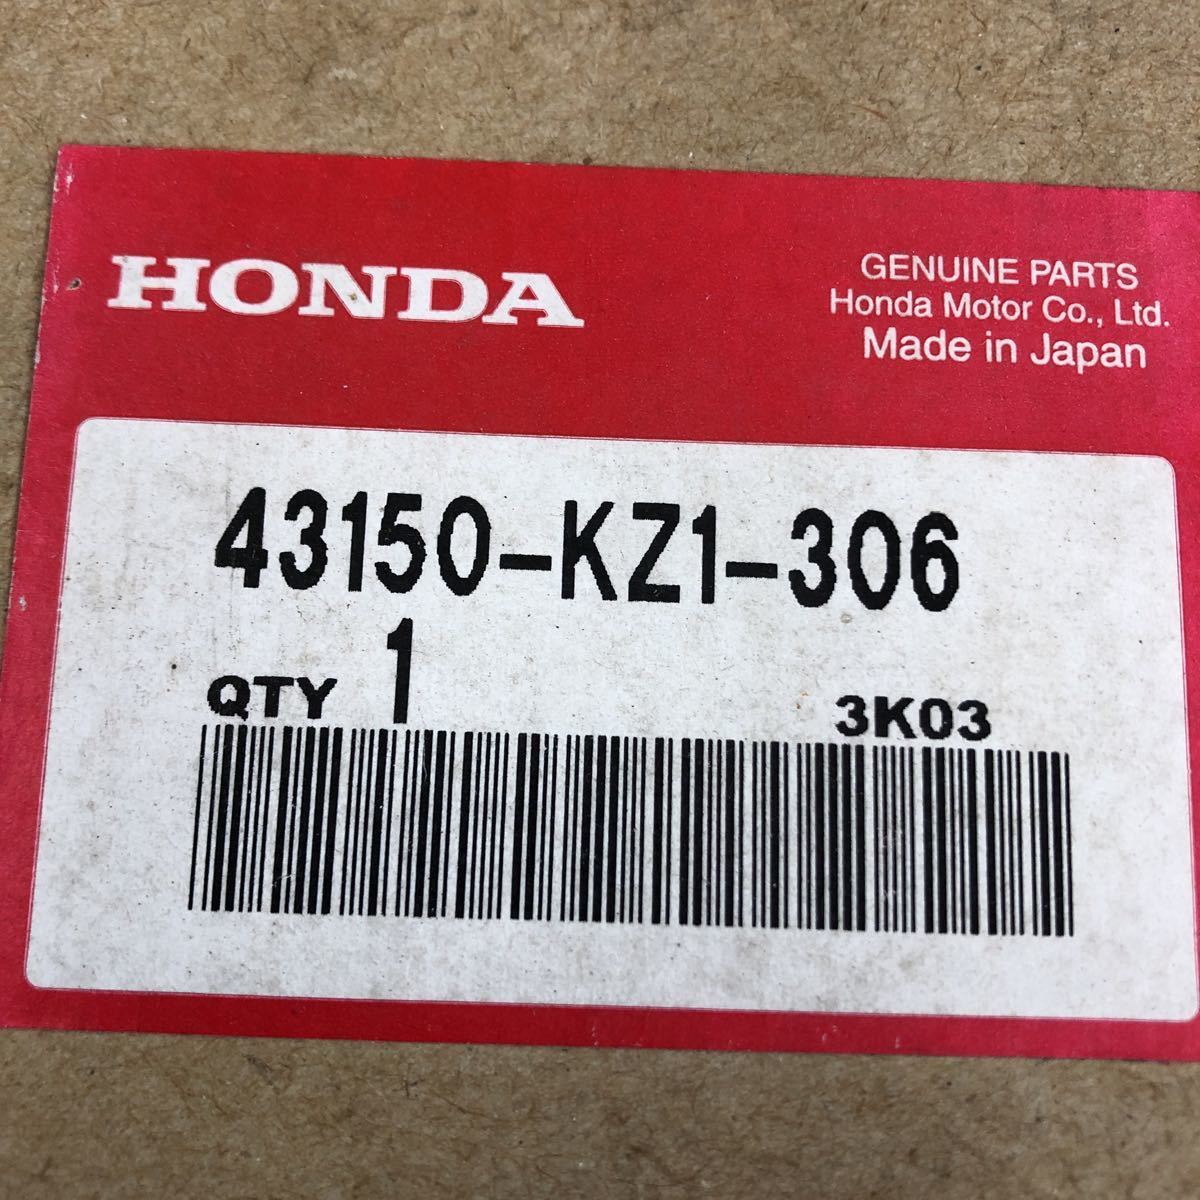 HONDA
GENUINE PARTS
Honda Motor Co., Ltd.
Made in Japan
43150-KZ1-306
QTY 1
3K03